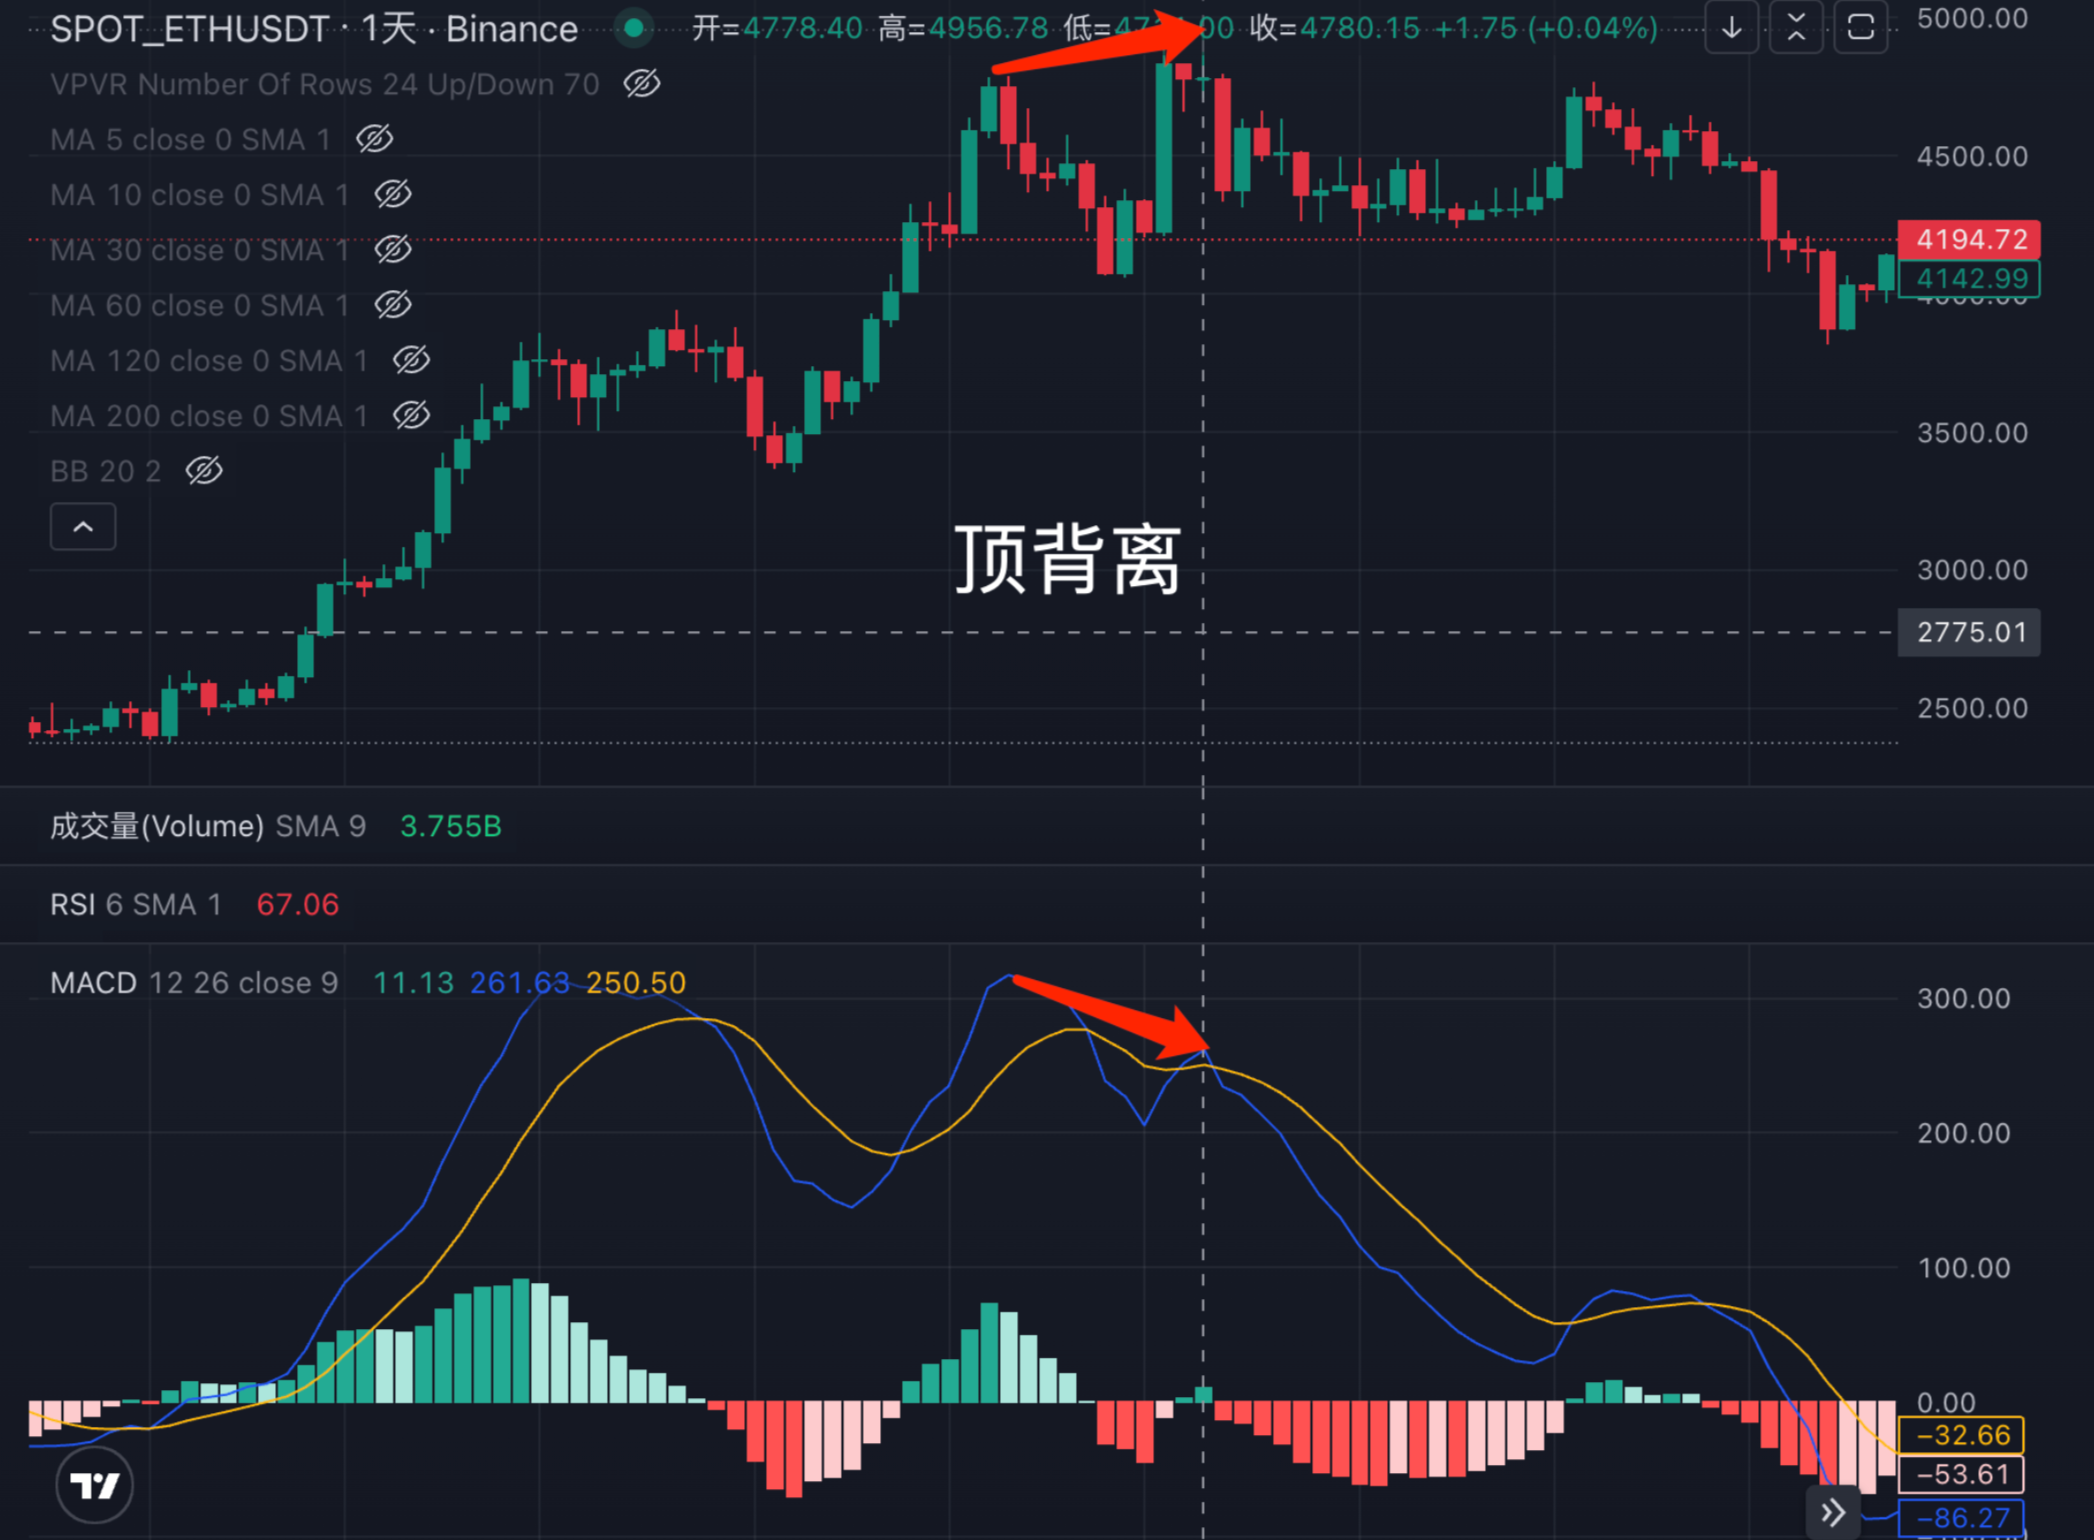 SPOT_ETHUSDT · 1天 · Binance 开=4778.40 高=4956.78 低= 00 收=4780.15 +1.75 (+0.04%)
5000.00
VPVR Number Of Rows 24 Up/Down 70
MA 5 close 0 SMA 1
4500.00
MA 10 close 0 SMA 1
MA 30 close 0 SMA 1
4194.72
4142.99
4000.00
MA 60 close 0 SMA 1
MA 120 close 0 SMA 1
MA 200 close 0 SMA 1
3500.00
BB 20 2
顶背离
3000.00
2775.01
2500.00
成交量(Volume) SMA 9 3.755B
RSI 6 SMA 1 67.06
MACD 12 26 close 9 11.13 261.63 250.50
300.00
200.00
100.00
0.00
−32.66
−53.61
−86.27